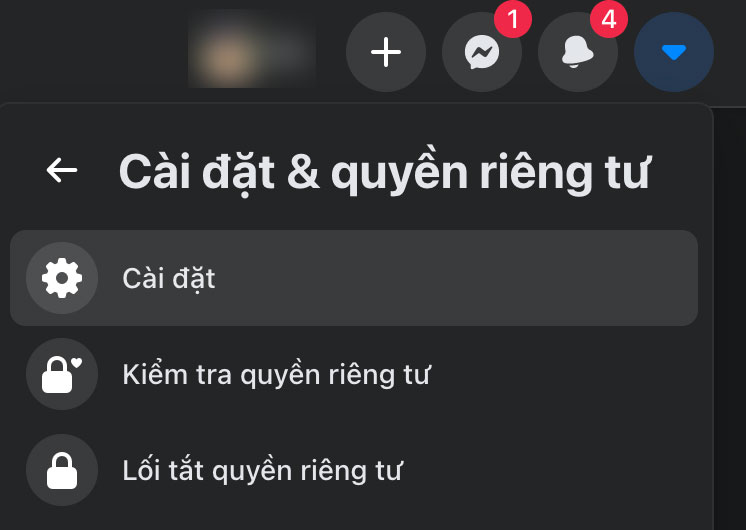 1
4
Cài đặt & quyền riêng tư
Cài đặt
Kiểm tra quyền riêng tư
Lối tắt quyền riêng tư